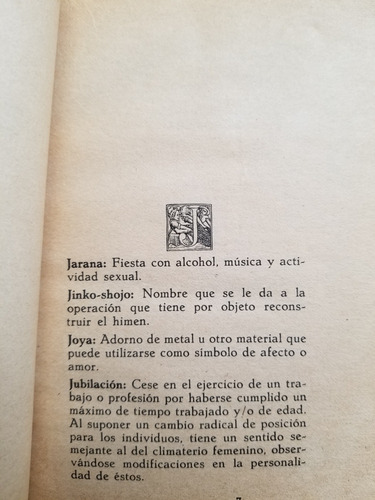 J
Jarana: Fiesta con alcohol, música y acti-
vidad sexual.
Jinko-shojo: Nombre que se le da a la
operación que tiene por objeto recons-
truir el himen.
Joya: Adorno de metal u otro material que
puede utilizarse como símbolo de afecto o
amor.
Jubilación: Cese en el ejercicio de un tra-
bajo o profesión por haberse cumplido un
máximo de tiempo trabajado y/o de edad.
Al suponer un cambio radical de posición
para los individuos, tiene un sentido se-
mejante al del climaterio femenino, obser-
vándose modificaciones en la personali-
dad de éstos.